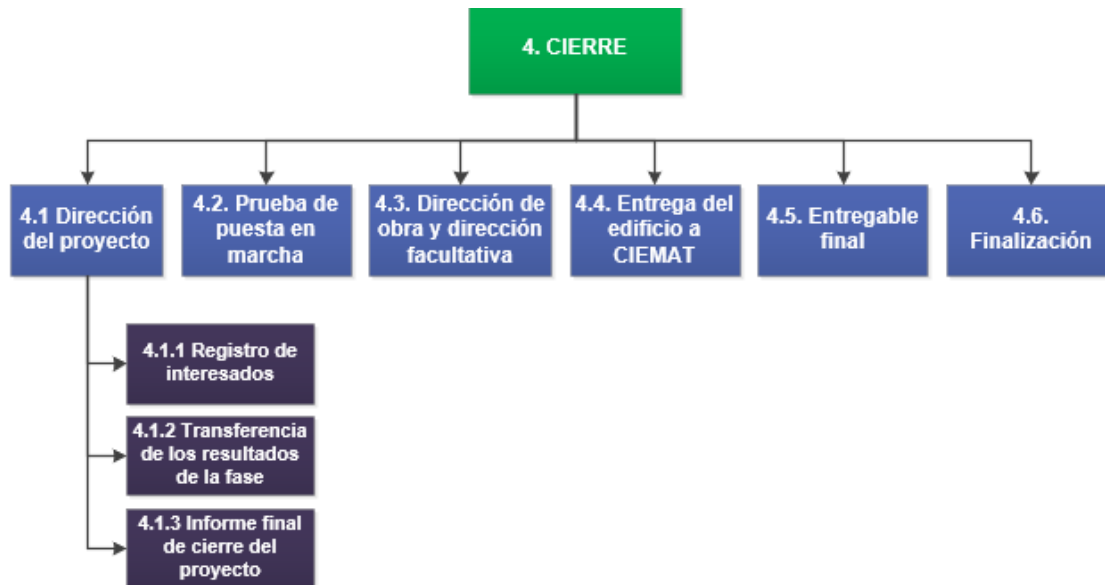 4. CIERRE
4.1 Dirección
del proyecto
4.2. Prueba de
puesta en
marcha
4.3. Dirección de
obra y dirección
facultativa
4.4. Entrega del
edificio a
CIEMAT
4.5. Entregable
final
4.6.
Finalización
4.1.1 Registro de
interesados
4.1.2 Transferencia
de los resultados
de la fase
4.1.3 Informe final
de cierre del
proyecto